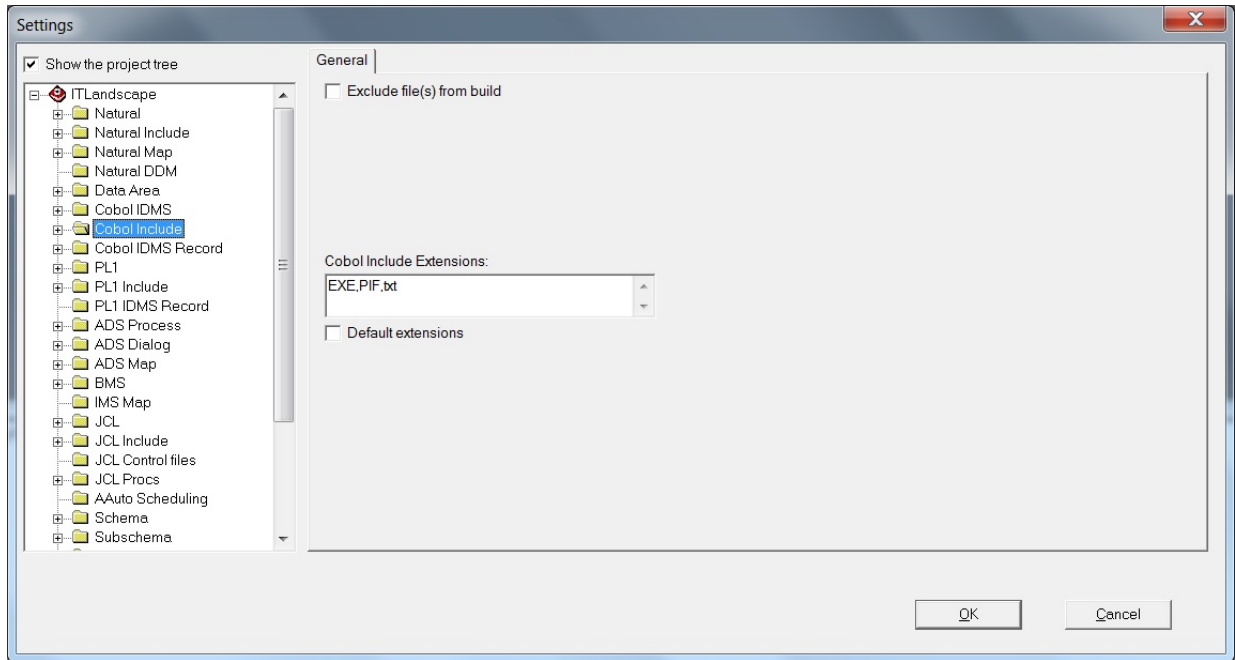 Settings
Show the project tree
ITLandscape
Natural
Natural Include
Natural Map
Natural DDM
Data Area
Cobol IDMS
Cobol Include
Cobol IDMS Record
PL1
PL1 Include
PL1 IDMS Record
ADS Process
ADS Dialog
ADS Map
BMS
IMS Map
JCL
JCL Include
JCL Control files
JCL Procs
AAuto Scheduling
Schema
Subschema
General
Exclude file(s) from build
Cobol Include Extensions:
EXE,PIF,txt
Default extensions
OK
Cancel